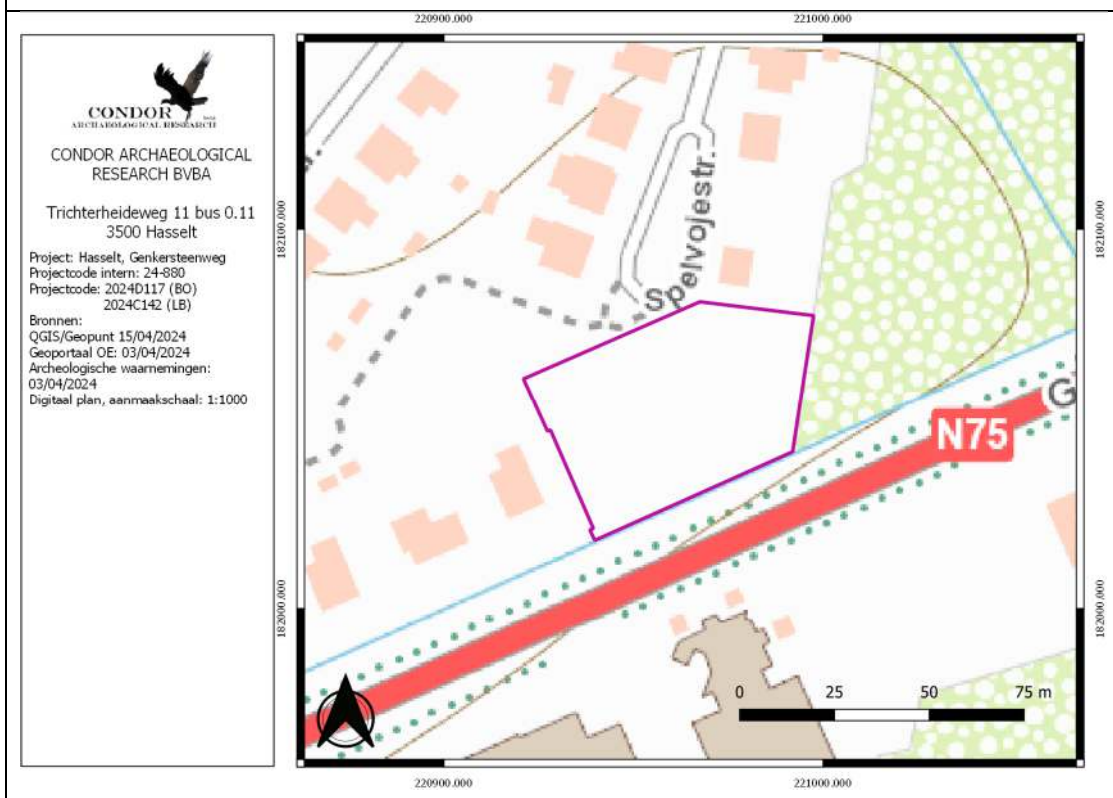 220900.000
221000.000
CONDOR
ARCHAEOLOGICAL RESEARCH
CONDOR ARCHAEOLOGICAL
RESEARCH BVBA
Trichterheideweg 11 bus 0.11
3500 Hasselt
Project: Hasselt, Genkersteenweg
Projectcode intern: 24-880
Projectcode: 2024D117 (BO)
2024C142 (LB)
Bronnen:
QGIS/Geopunt 15/04/2024
Geoportaal OE: 03/04/2024
Archeologische waarnemingen:
03/04/2024
Digitaal plan, aanmaakschaal: 1:1000
182100.000
182100.000
Spelvojestr.
G
N75
182000.000
182000.000
0 25 50 75 m
220900.000
221000.000